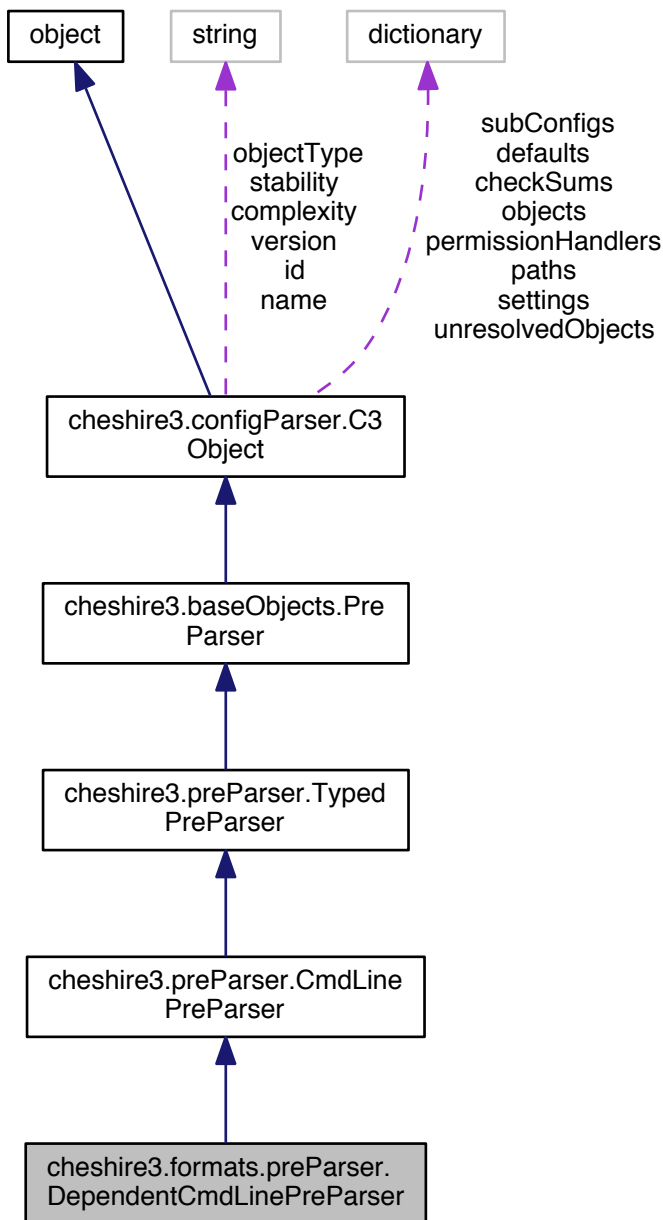 object
string
dictionary
objectType
stability
complexity
version
id
name
subConfigs
defaults
checkSums
objects
permissionHandlers
paths
settings
unresolvedObjects
cheshire3.configParser.C3
Object
cheshire3.baseObjects.Pre
Parser
cheshire3.preParser.Typed
PreParser
cheshire3.preParser.CmdLine
PreParser
cheshire3.formats.preParser.
DependentCmdLinePreParser